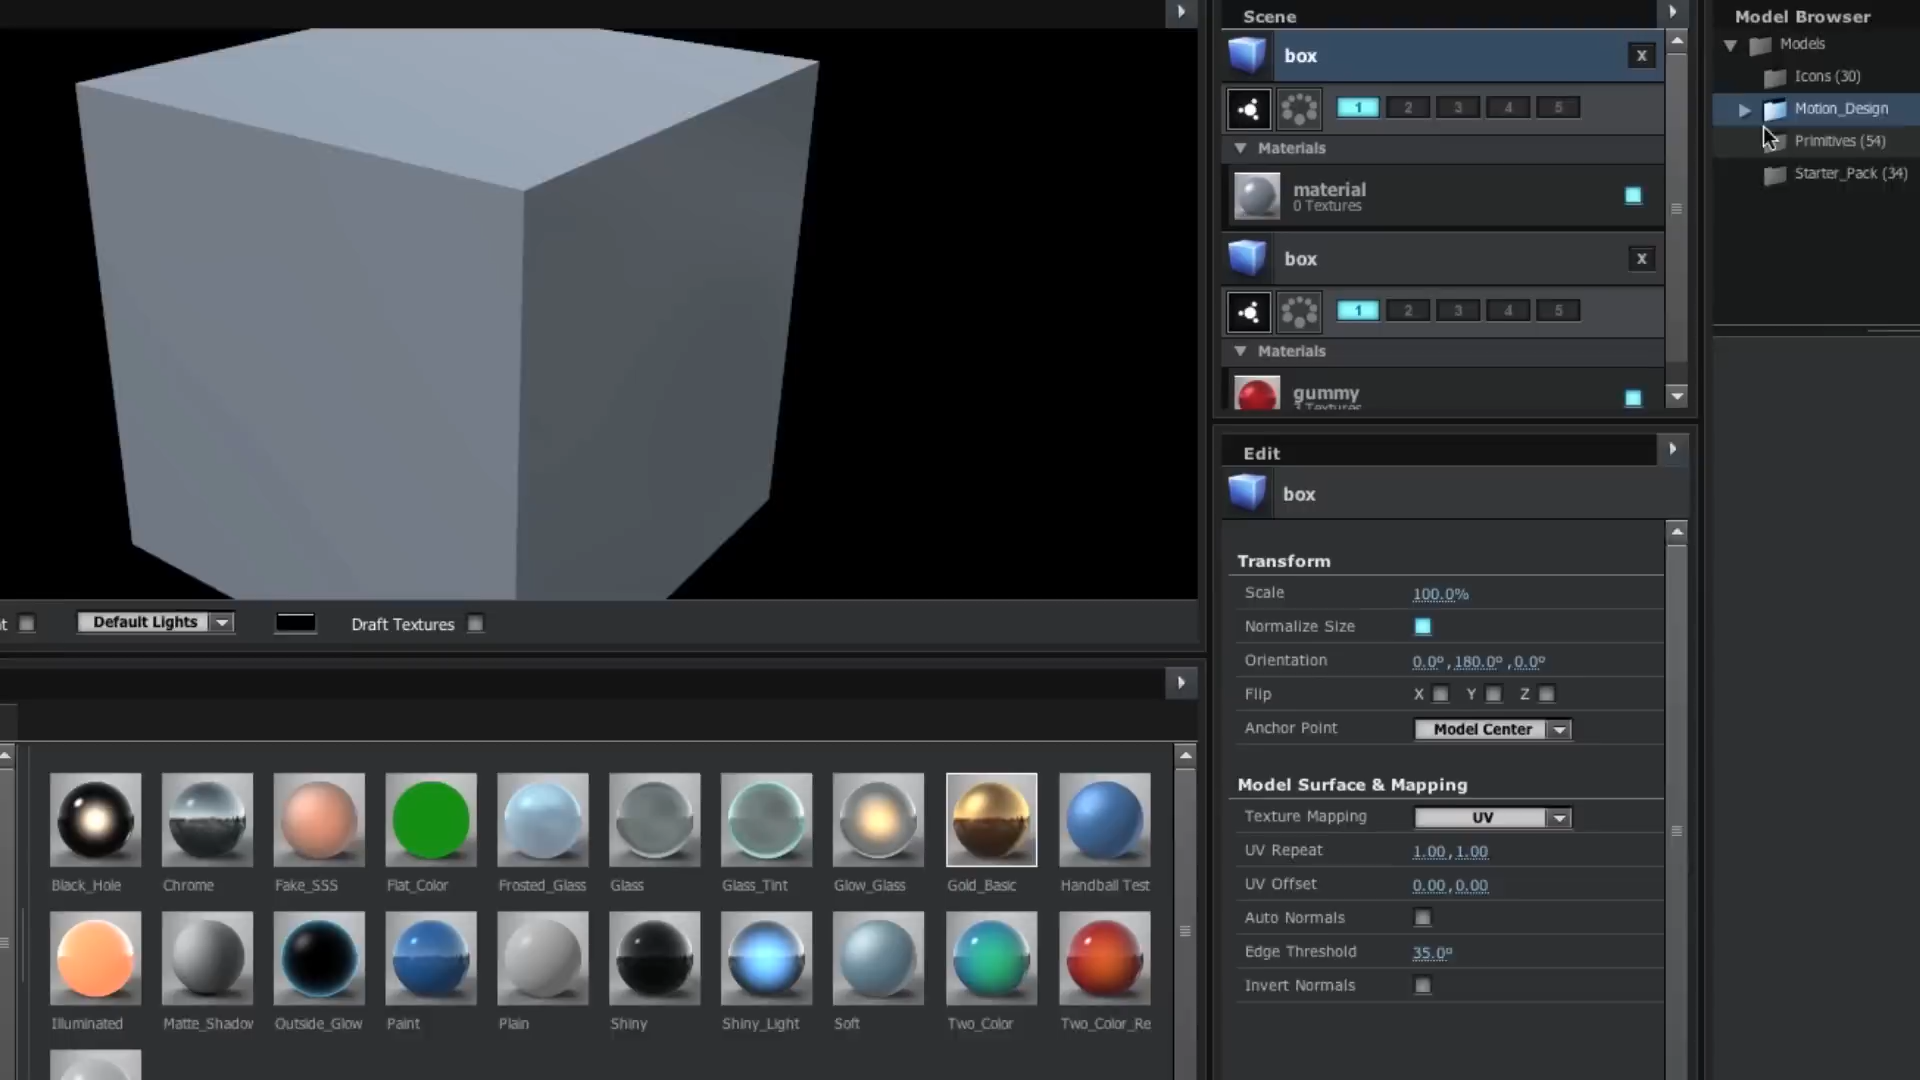 Scene
Model Browser
box
X
Models
Icons (30)
1 2 3 4 5
Motion_Design
Materials
Primitives (54)
material
0 Textures
Starter_Pack (34)
box
X
1 2 3 4 5
Materials
gummy
Textures
Edit
box
Transform
Scale 100.0%
Default Lights
Draft Textures
Normalize Size
Orientation 0.0°, 180.0°, 0.0°
Flip X Y Z
Anchor Point Model Center
Model Surface & Mapping
Texture Mapping UV
UV Repeat 1.00, 1.00
UV Offset 0.00, 0.00
Auto Normals
Edge Threshold 35.0°
Invert Normals
Black_Hole Chrome Fake_SSS Flat_Color Frosted_Glass Glass Glass_Tint Glow_Glass Gold_Basic Handball Test
Illuminated Matte_Shadov Outside_Glow Paint Plain Shiny Shiny_Light Soft Two_Color Two_Color_Re